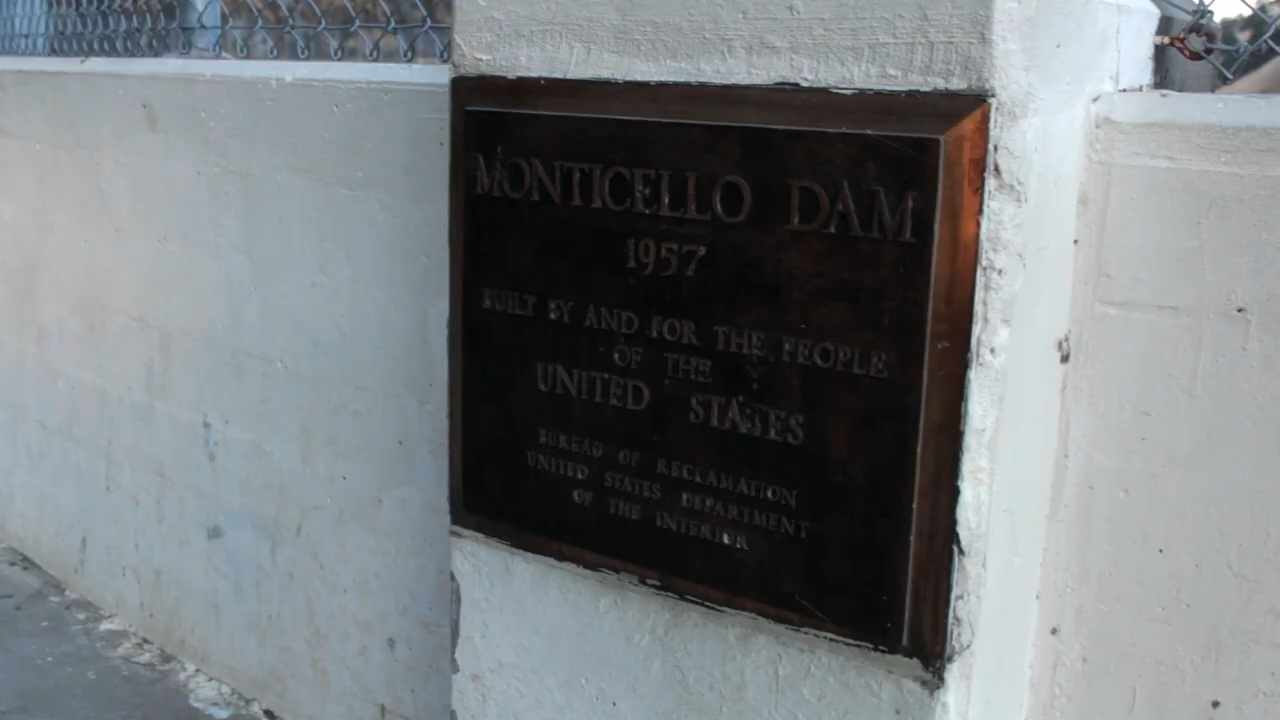 MONTICELLO DAM
1957
BUILT BY AND FOR THE PEOPLE
OF THE
UNITED STATES
BUREAU OF RECLAMATION
UNITED STATES DEPARTMENT
OF THE INTERIOR